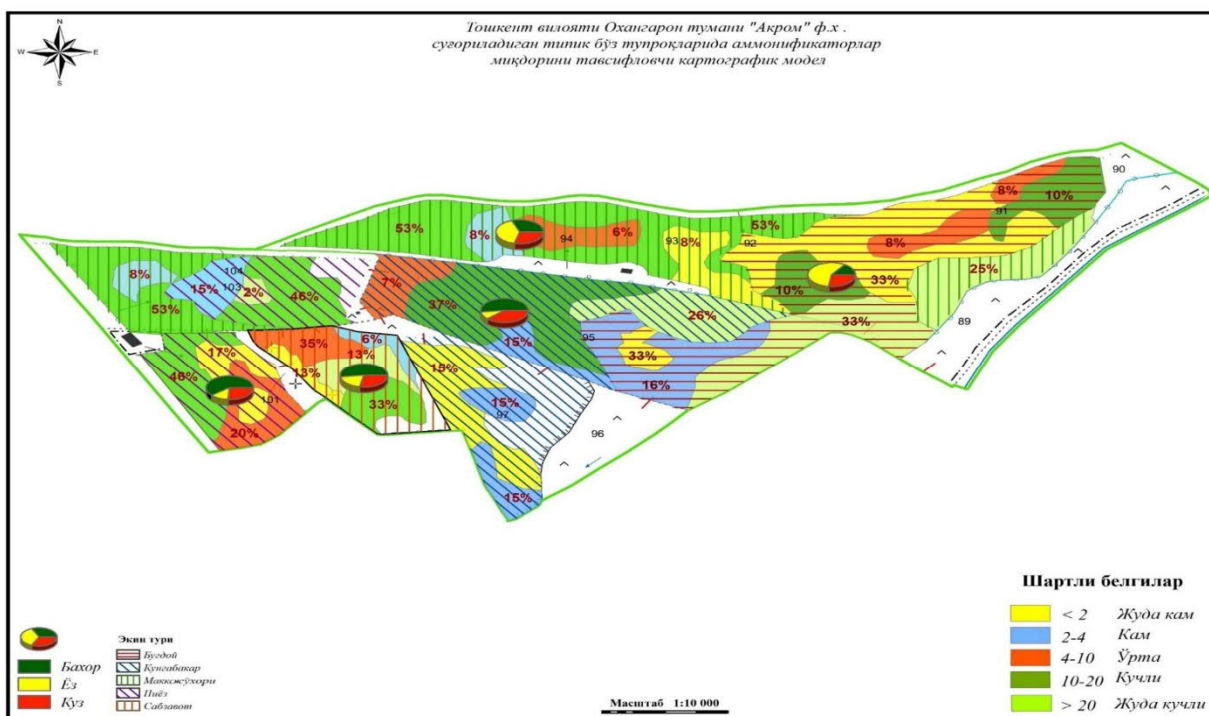 Тошкент вилояти Охангарон тумани "Акром" ф.х .
суғориладиган типик бўз тупроқларида аммонификаторлар
миқдорини тавсифловчи картографик модел
N
W E
S
90
8%
10%
91
53%
8%
94
6%
93
8%
53%
92
8%
33%
25%
8%
104
15%
103
2%
46%
7%
37%
10%
53%
26%
33%
89
35%
6%
15%
95
17%
13%
33%
46%
13%
15%
16%
101
33%
15%
97
96
20%
15%
Шартли белгилар
< 2 Жуда кам
2-4 Кам
4-10 Ўрта
10-20 Кучли
> 20 Жуда кучли
Бахор
Ёз
Куз
Экин тури
Буғдой
Кунгабакар
Маккжўхори
Пиёз
Сабзавот
Масштаб 1:10 000